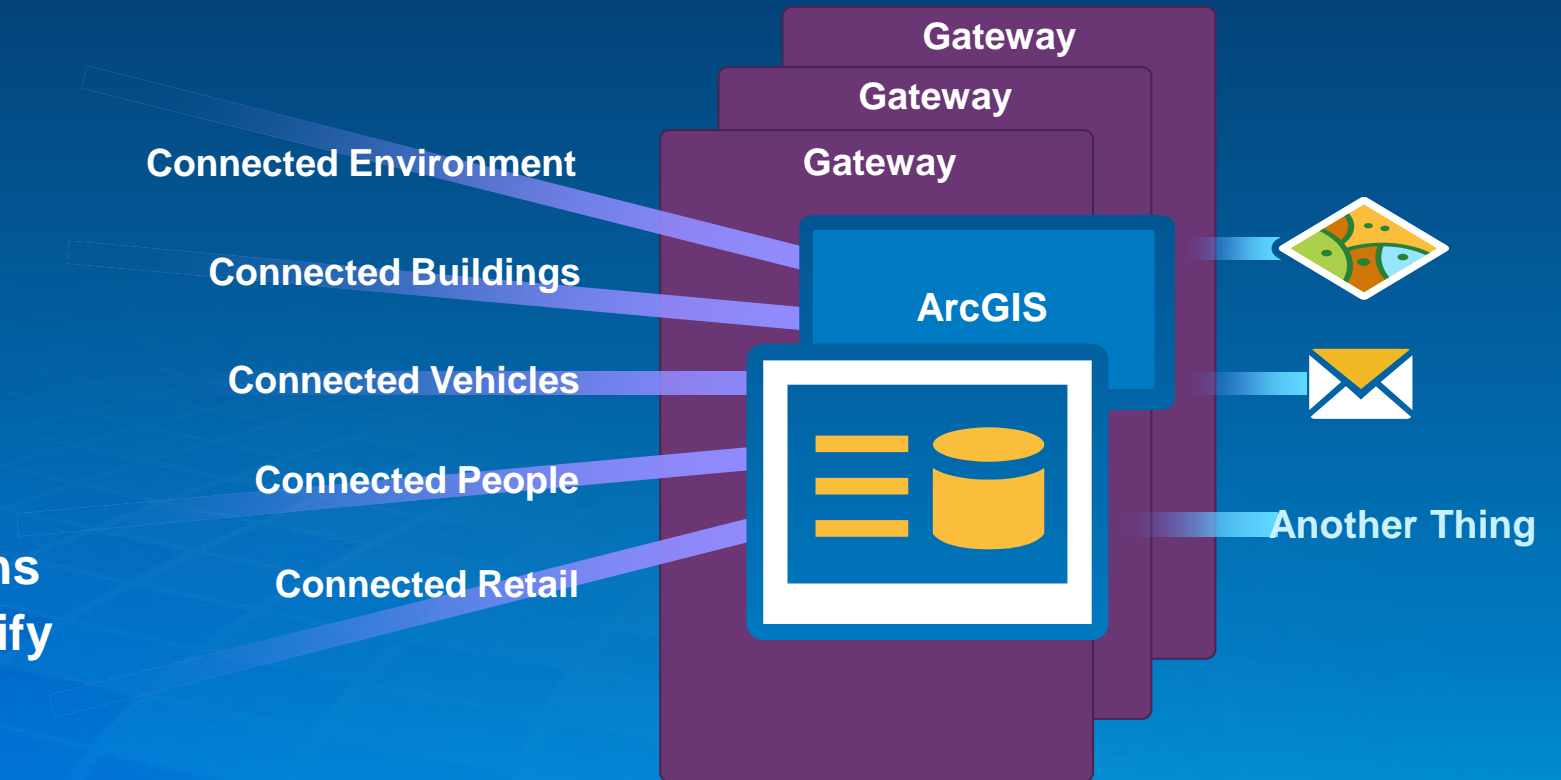 Gateway
Gateway
Gateway
Connected Environment
Connected Buildings
ArcGIS
Connected Vehicles
Connected People
Another Thing
Connected Retail